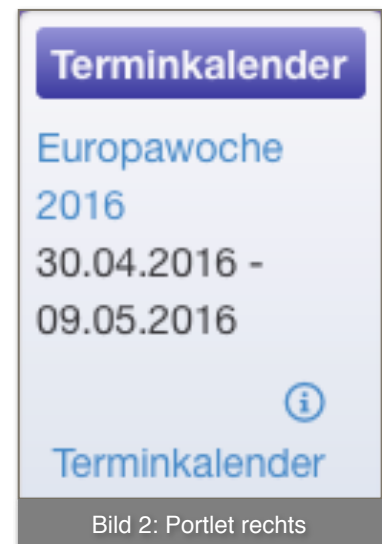 Terminkalender
Europawoche
2016
30.04.2016 -
09.05.2016
Terminkalender
Bild 2: Portlet rechts